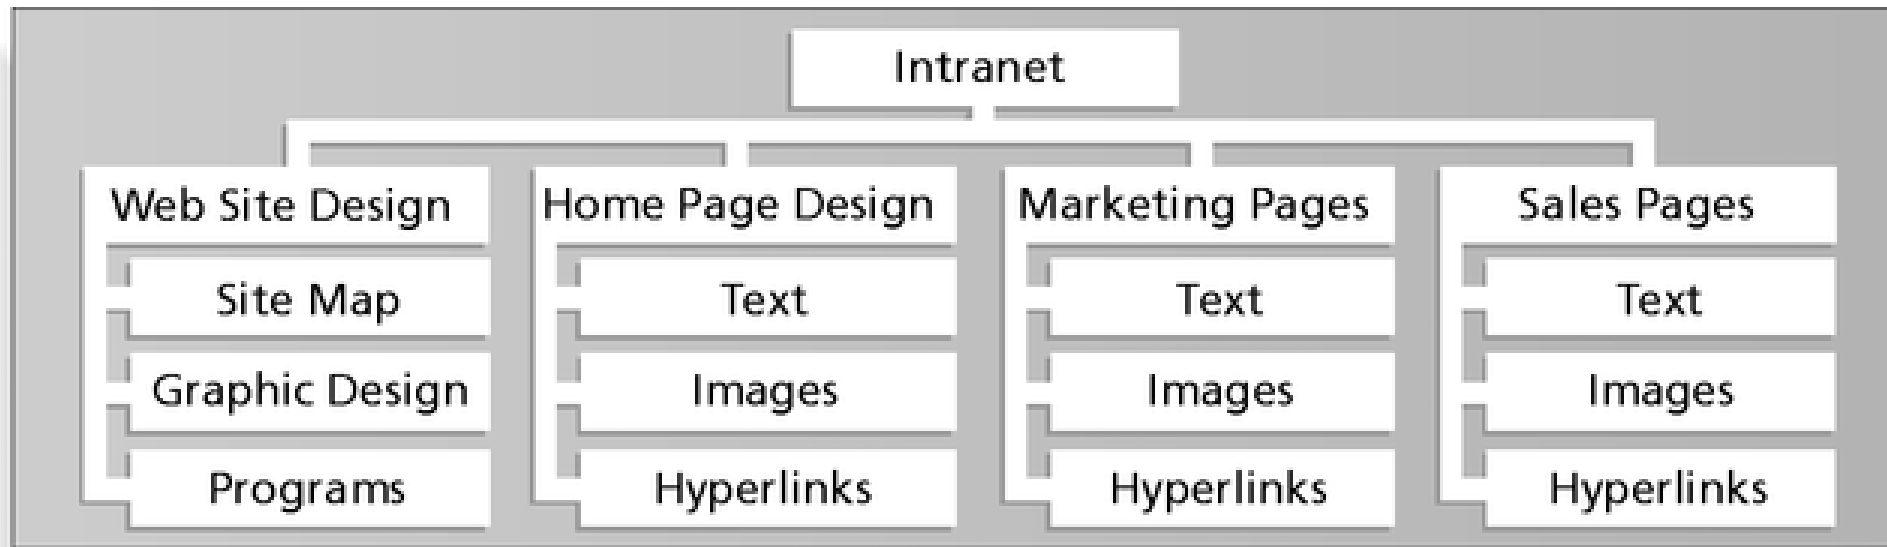 Intranet
Web Site Design
Home Page Design
Marketing Pages
Sales Pages
Site Map
Text
Text
Text
Graphic Design
Images
Images
Images
Programs
Hyperlinks
Hyperlinks
Hyperlinks